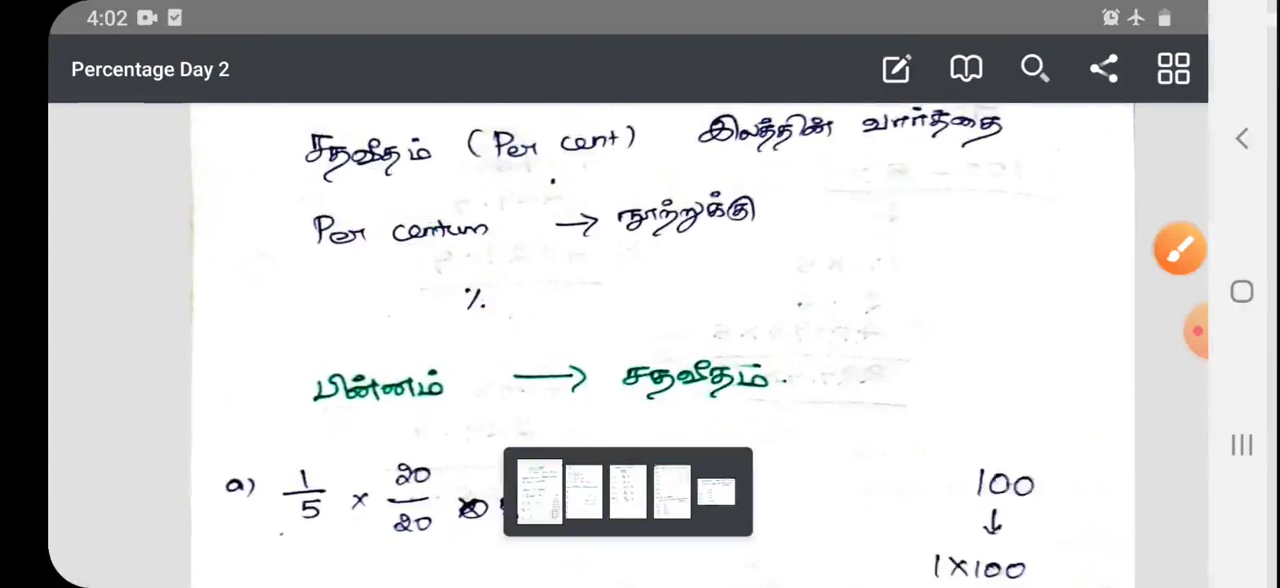 4:02
Percentage Day 2
சதவீதம் (Per cent) இலத்தின் வார்த்தை
Per centum → நூற்றுக்கு
%
பின்னம் → சதவீதம்.
a) 1/5 × 20/20
100
↓
1×100